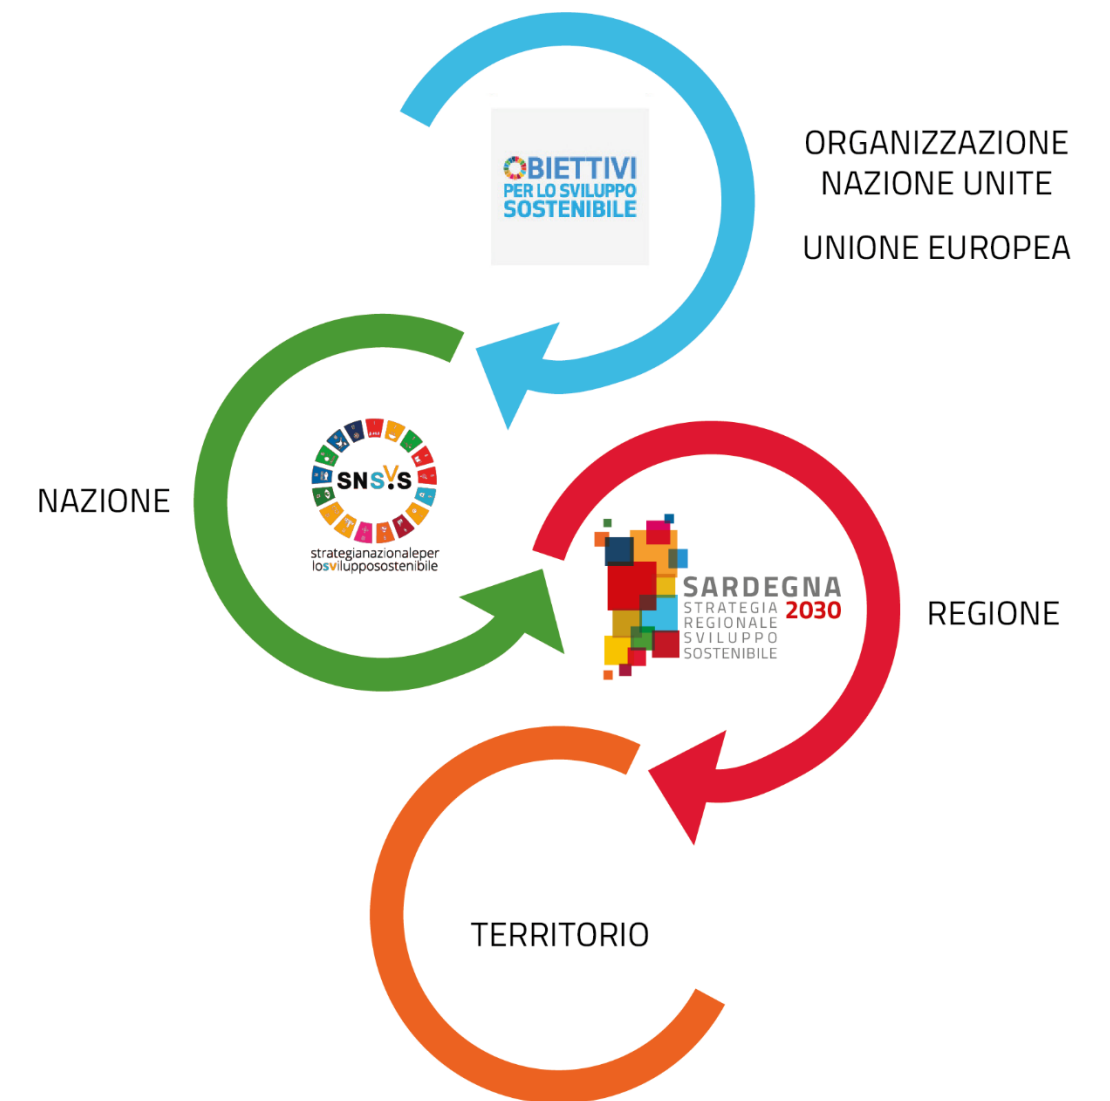 OBIETTIVI
PER LO SVILUPPO
SOSTENIBILE
ORGANIZZAZIONE
NAZIONE UNITE
UNIONE EUROPEA
NAZIONE
SNSVS
strategianazionaleper
losvilupposostenibile
SARDEGNA
STRATEGIA 2030
REGIONALE
SVILUPPO
SOSTENIBILE
REGIONE
TERRITORIO